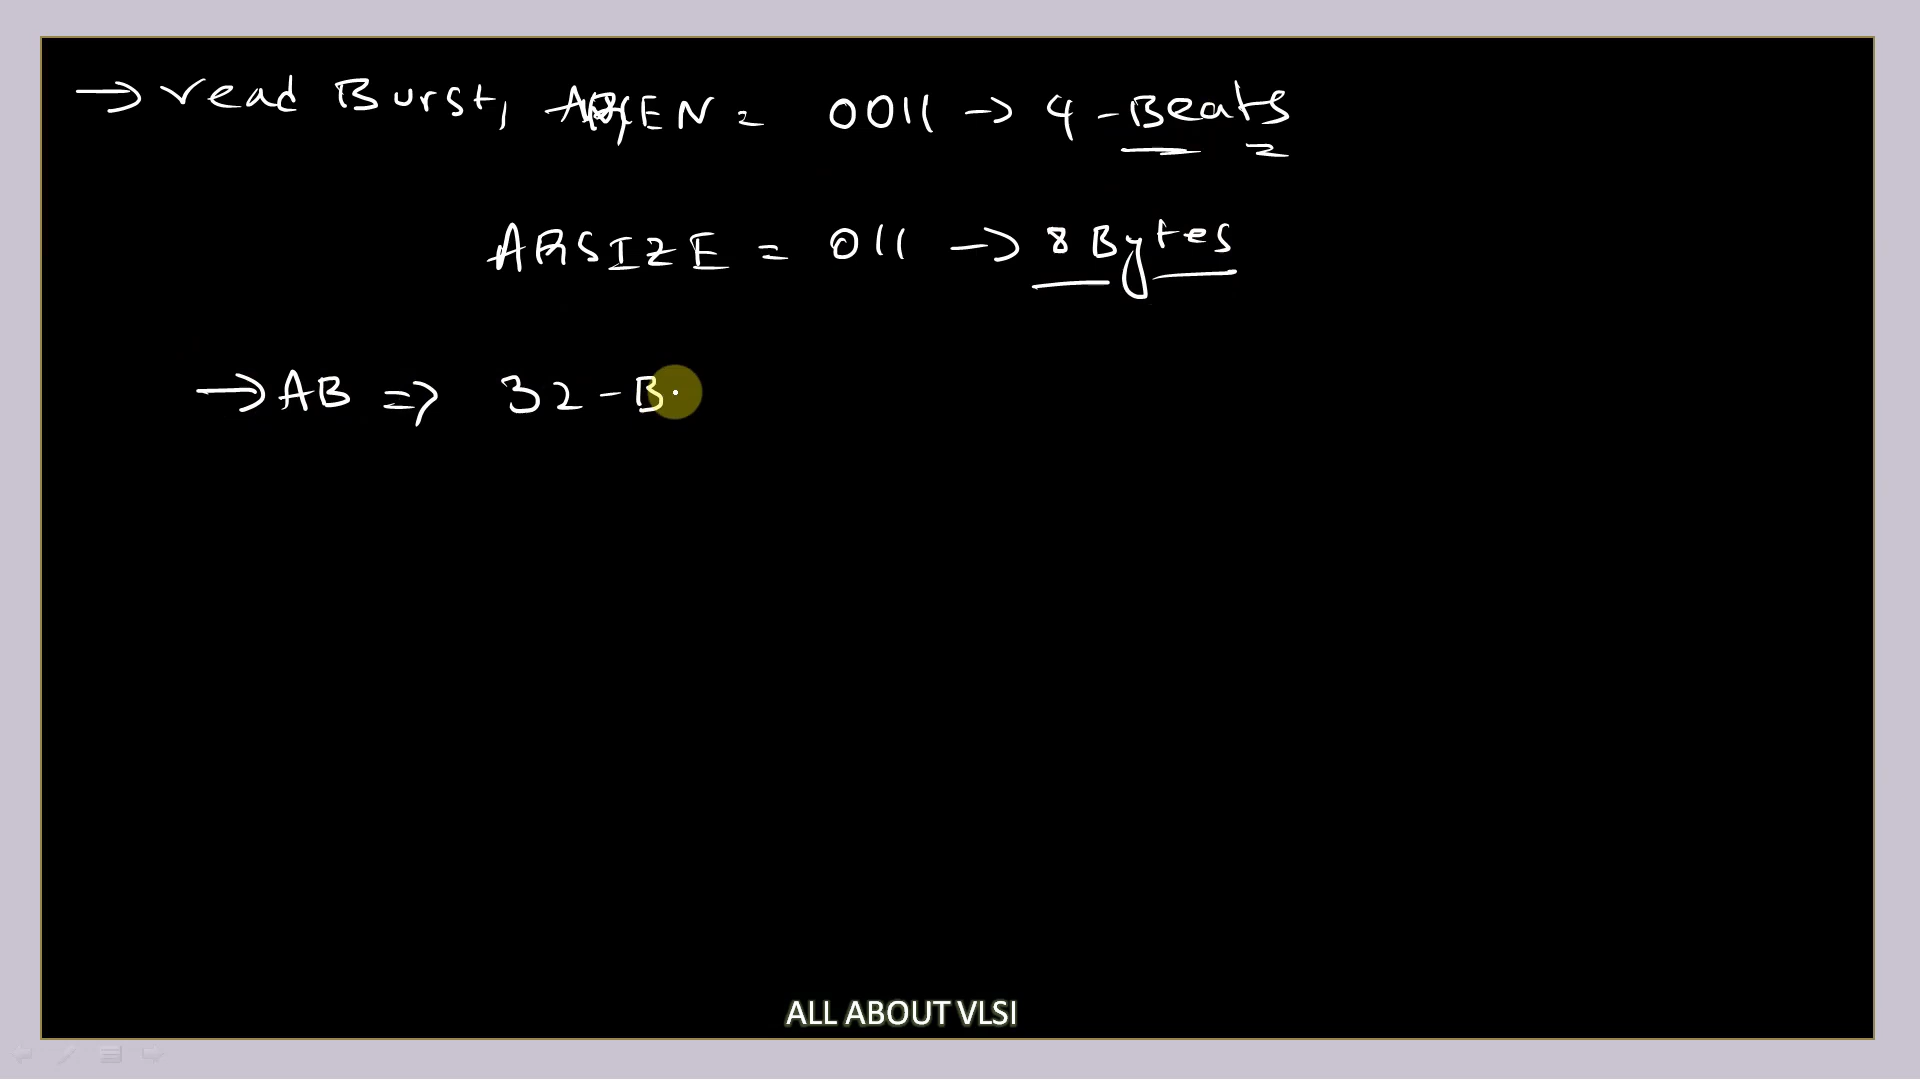 → read Burst, ARLEN = 0011 → 4 - Beats
ARSIZE = 011 → 8 Bytes
→ AB => 32 - B
ALL ABOUT VLSI